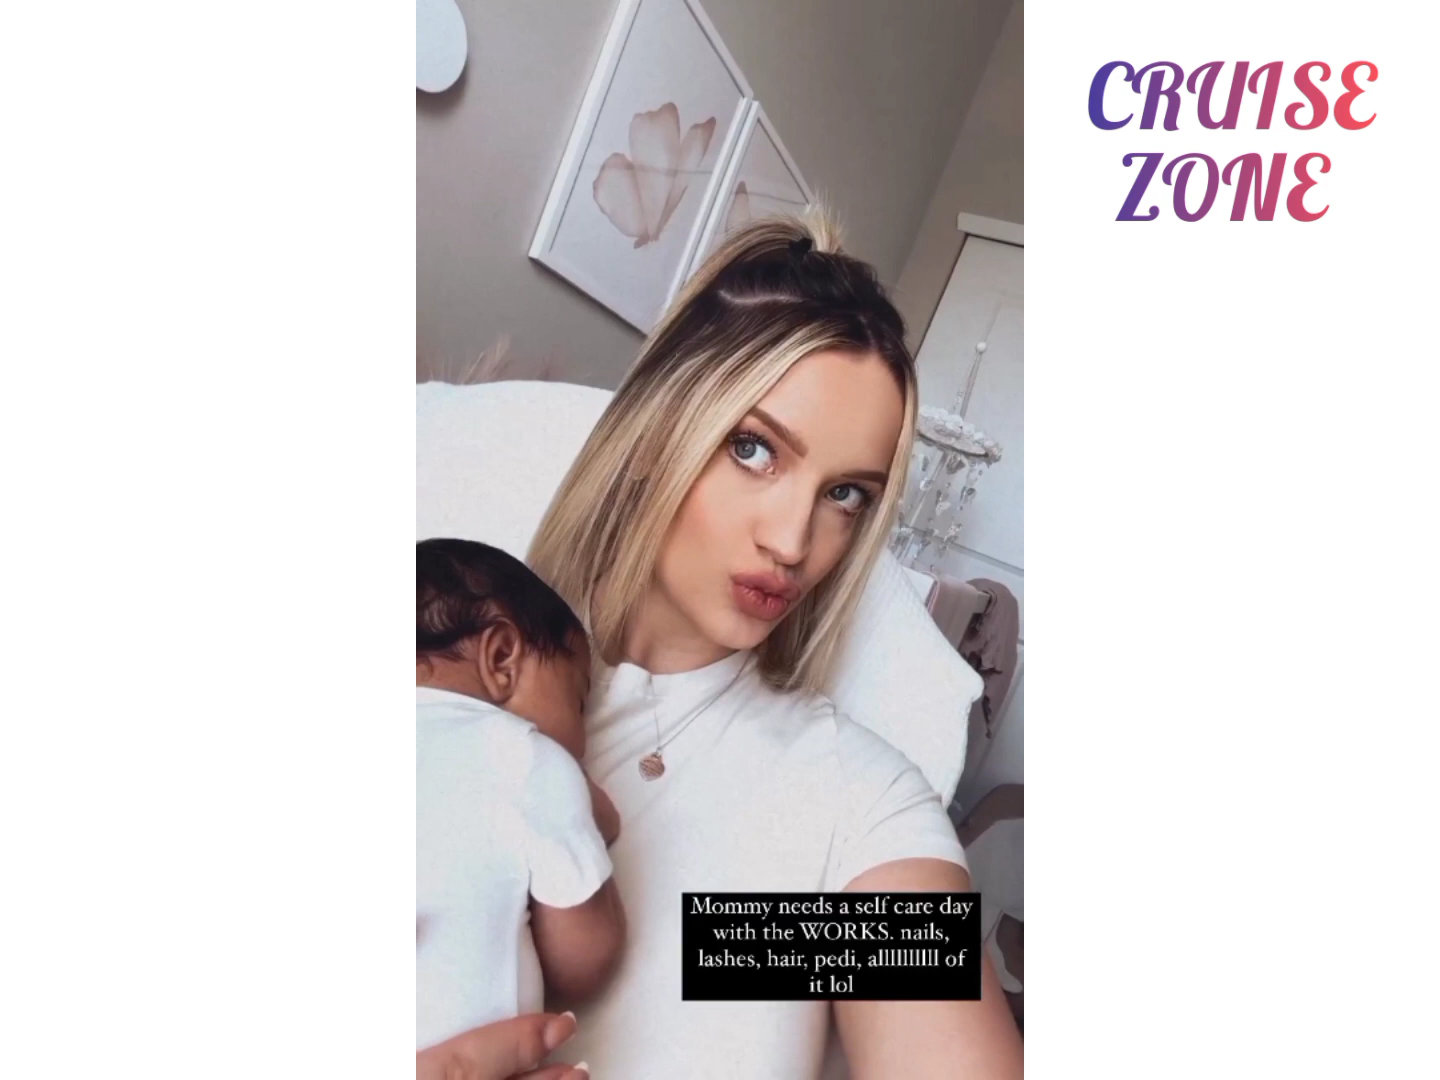 CRUISE
ZONE
Mommy needs a self care day
with the WORKS. nails,
lashes, hair, pedi, allllllllll of
it lol